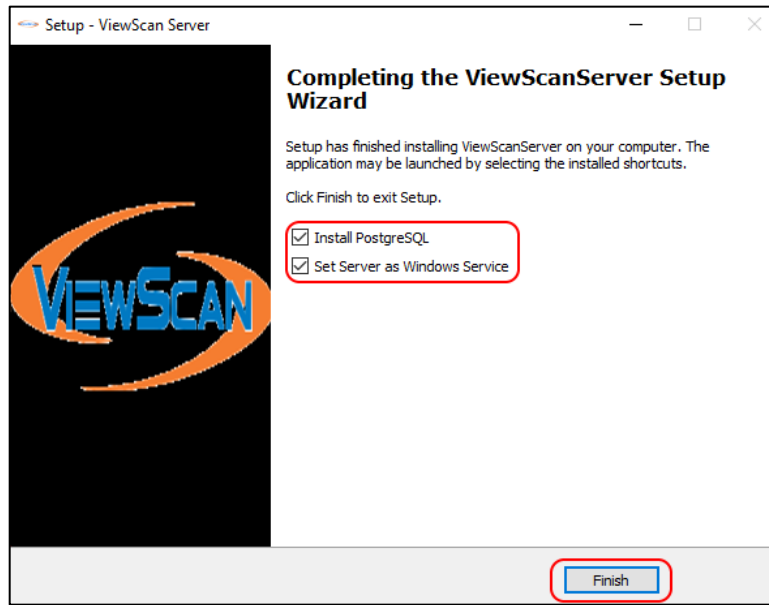 Setup - ViewScan Server
Completing the ViewScanServer Setup
Wizard
Setup has finished installing ViewScanServer on your computer. The
application may be launched by selecting the installed shortcuts.
Click Finish to exit Setup.
Install PostgreSQL
Set Server as Windows Service
VIEWSCAN
Finish